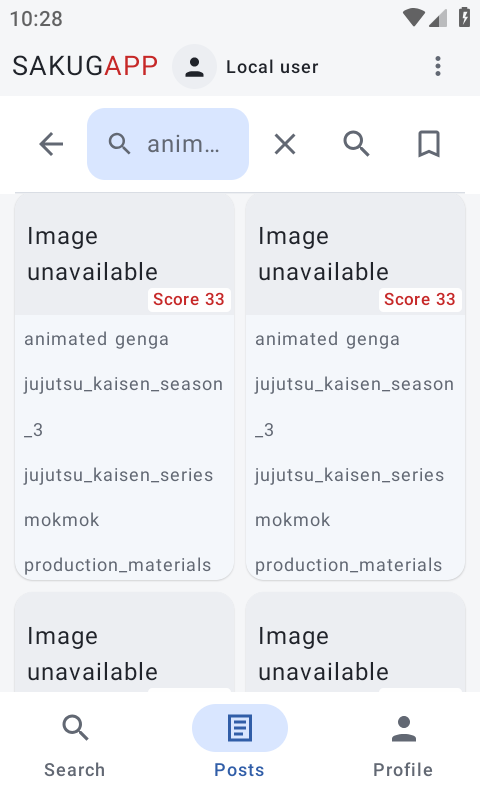 10:28
SAKUGAPP
Local user
anim…
Image
unavailable
Score 33
animated genga
jujutsu_kaisen_season
_3
jujutsu_kaisen_series
mokmok
production_materials
Image
unavailable
Score 33
animated genga
jujutsu_kaisen_season
_3
jujutsu_kaisen_series
mokmok
production_materials
Image
unavailable
Image
unavailable
Search
Posts
Profile